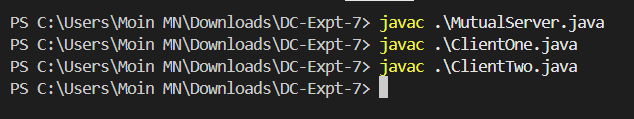 PS C:\Users\Moin MN\Downloads\DC-Expt-7> javac .\MutualServer.java
PS C:\Users\Moin MN\Downloads\DC-Expt-7> javac .\ClientOne.java
PS C:\Users\Moin MN\Downloads\DC-Expt-7> javac .\ClientTwo.java
PS C:\Users\Moin MN\Downloads\DC-Expt-7>